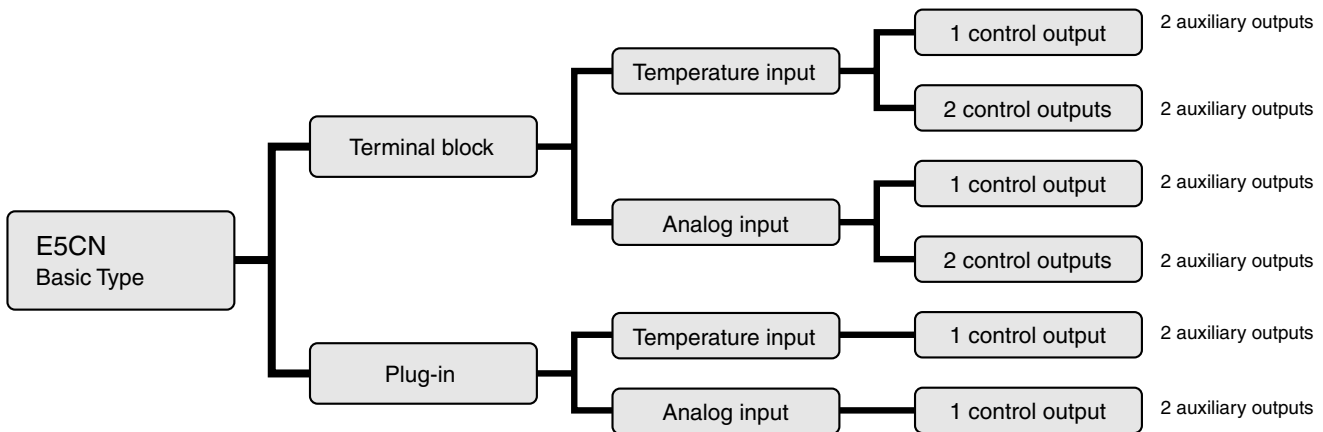 E5CN
Basic Type
Terminal block
Temperature input
1 control output
2 auxiliary outputs
2 control outputs
2 auxiliary outputs
Analog input
1 control output
2 auxiliary outputs
2 control outputs
2 auxiliary outputs
Plug-in
Temperature input
1 control output
2 auxiliary outputs
Analog input
1 control output
2 auxiliary outputs